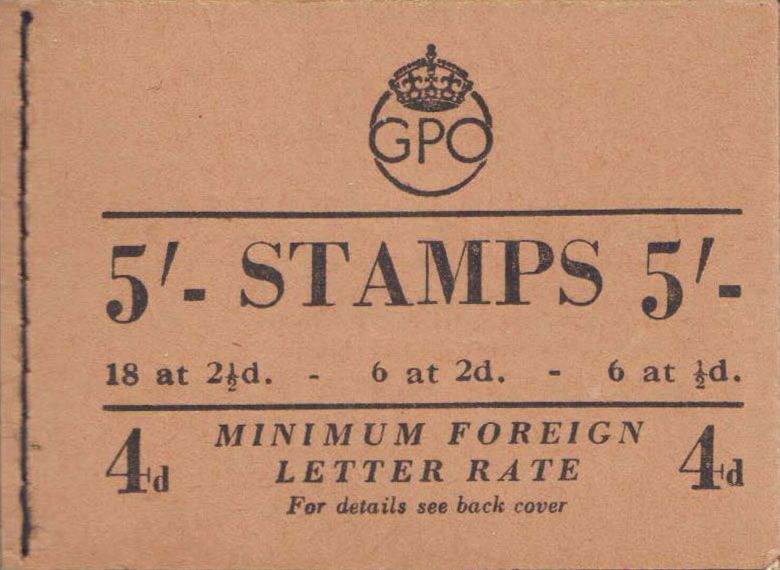 GPO
5'- STAMPS 5'-
18 at 2½d. - 6 at 2d. - 6 at ½d.
4d MINIMUM FOREIGN 4d
LETTER RATE
For details see back cover